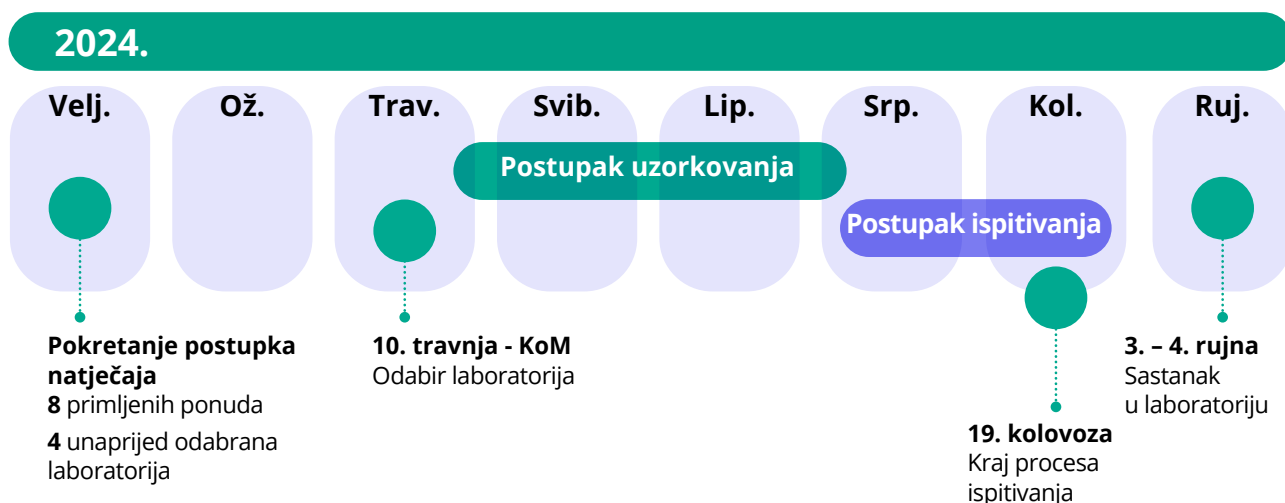 2024.
Velj.
Ož.
Trav.
Svib.
Lip.
Srp.
Kol.
Ruj.
Postupak uzorkovanja
Postupak ispitivanja
Pokretanje postupka
natječaja
8 primljenih ponuda
4 unaprijed odabrana
laboratorija
10. travnja - KoM
Odabir laboratorija
19. kolovoza
Kraj procesa
ispitivanja
3. – 4. rujna
Sastanak
u laboratoriju